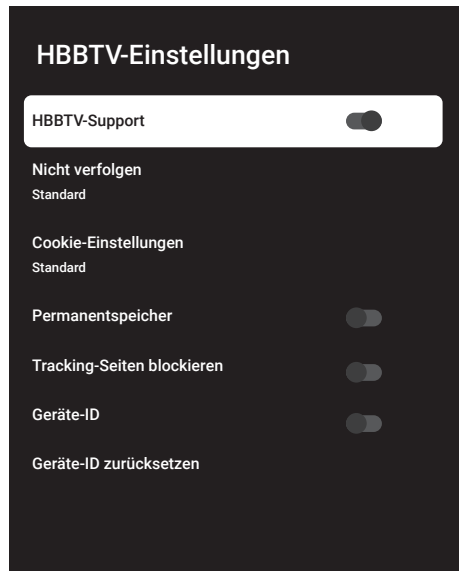 HBBTV-Einstellungen
HBBTV-Support
Nicht verfolgen
Standard
Cookie-Einstellungen
Standard
Permanentspeicher
Tracking-Seiten blockieren
Geräte-ID
Geräte-ID zurücksetzen